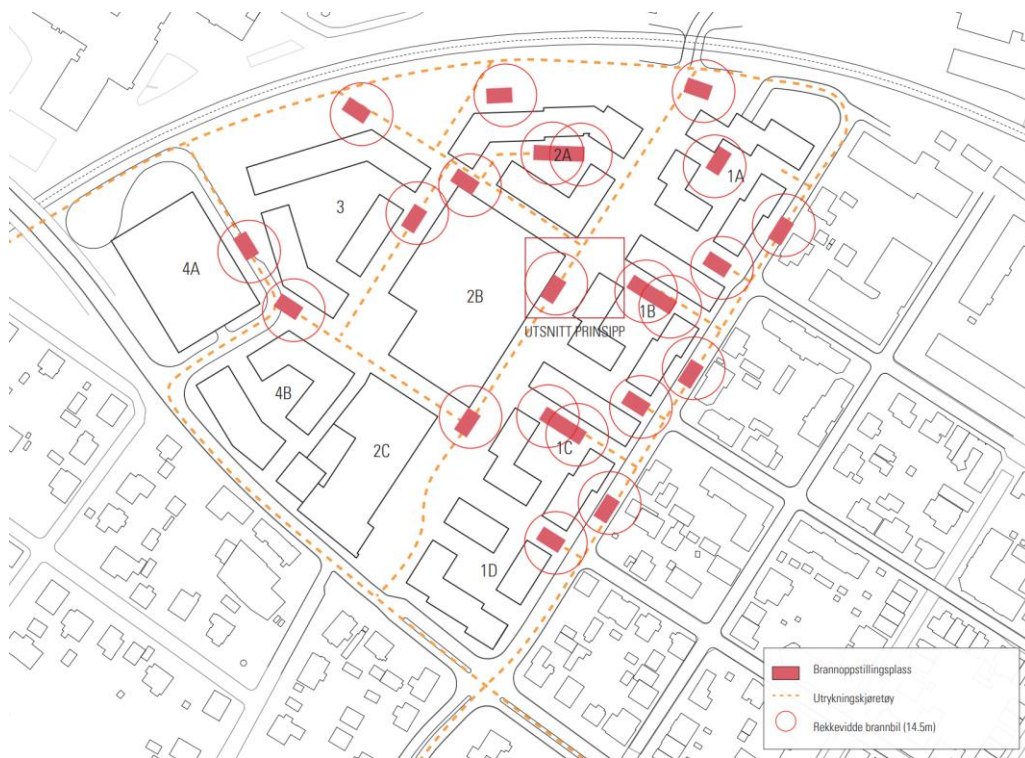 2A
1A
3
4A
2B
1B
UTSNITT PRINSIPP
4B
2C
1C
1D
Brannoppstillingsplass
Utrykningskjøretøy
Rekkevidde brannbil (14.5m)